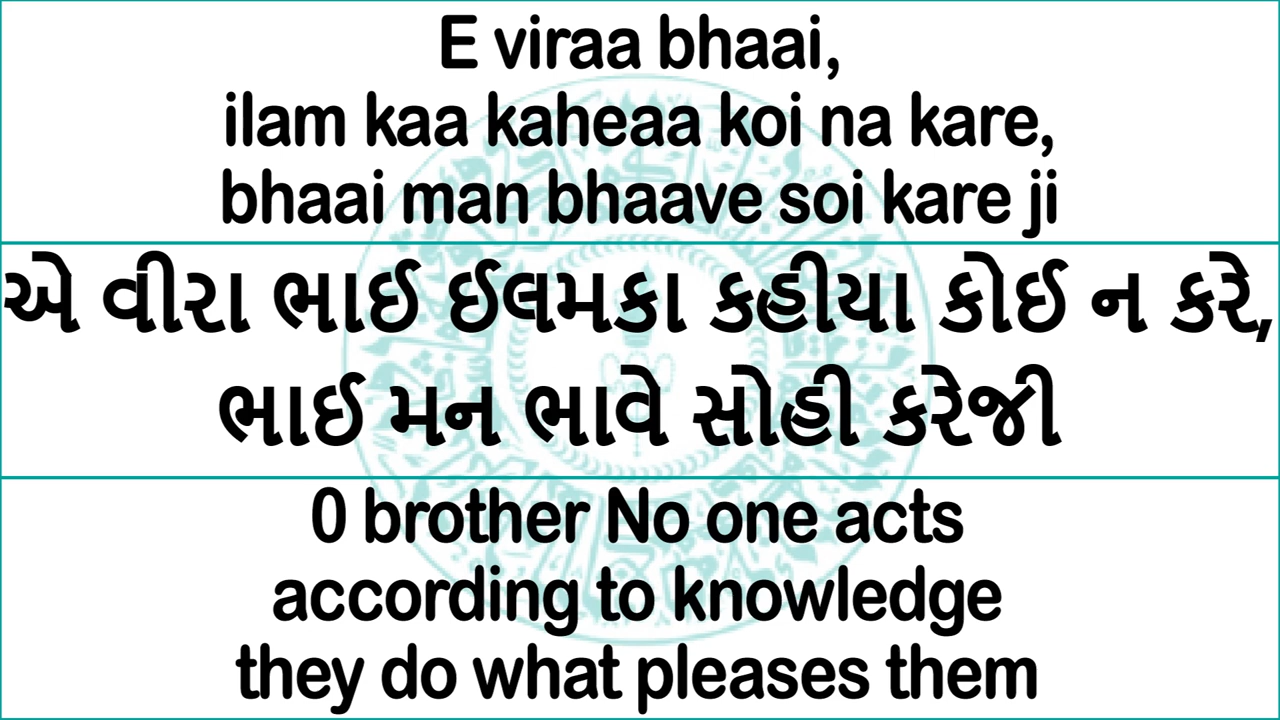 E viraa bhaai,
ilam kaa kaheaa koi na kare,
bhaai man bhaave soi kare ji
એ વીરા ભાઈ ઈલમકા કહીયા કોઈ ન કરે,
ભાઈ મન ભાવે સોહી કરેજી
0 brother No one acts
according to knowledge
they do what pleases them